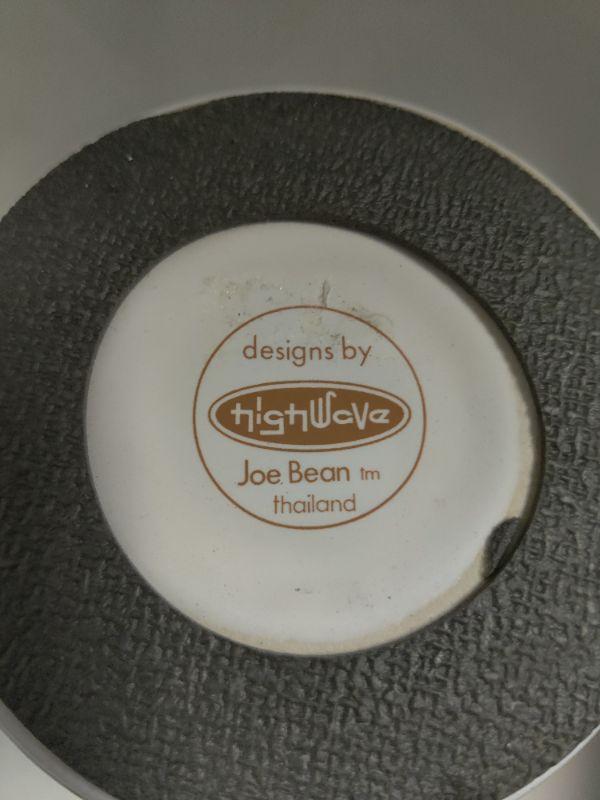 designs by
highwave
Joe Bean tm
thailand